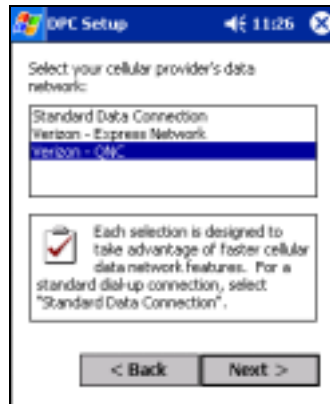 DPC Setup 11:26
Select your cellular provider's data
network:
Standard Data Connection
Verizon - Express Network
Verizon - QNC
Each selection is designed to
take advantage of faster cellular
data network features. For a
standard dial-up connection, select
"Standard Data Connection".
< Back Next >